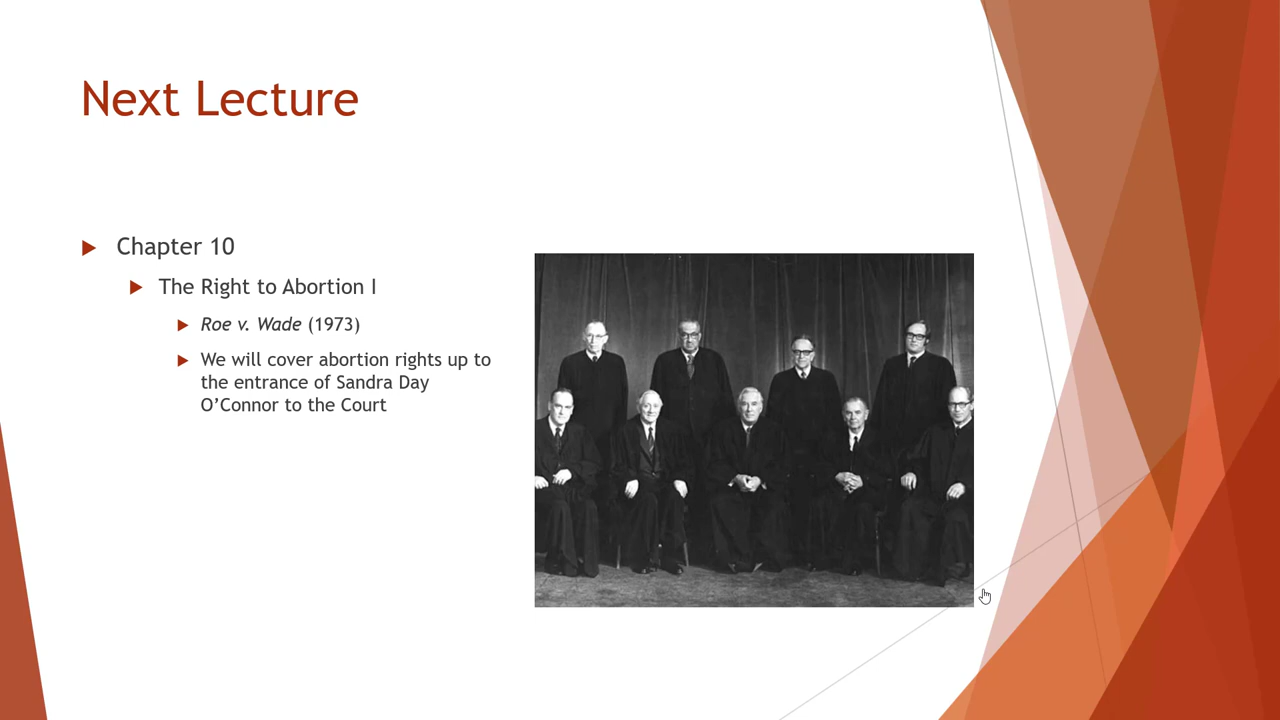 Next Lecture
Chapter 10
The Right to Abortion I
Roe v. Wade (1973)
We will cover abortion rights up to
the entrance of Sandra Day
O’Connor to the Court